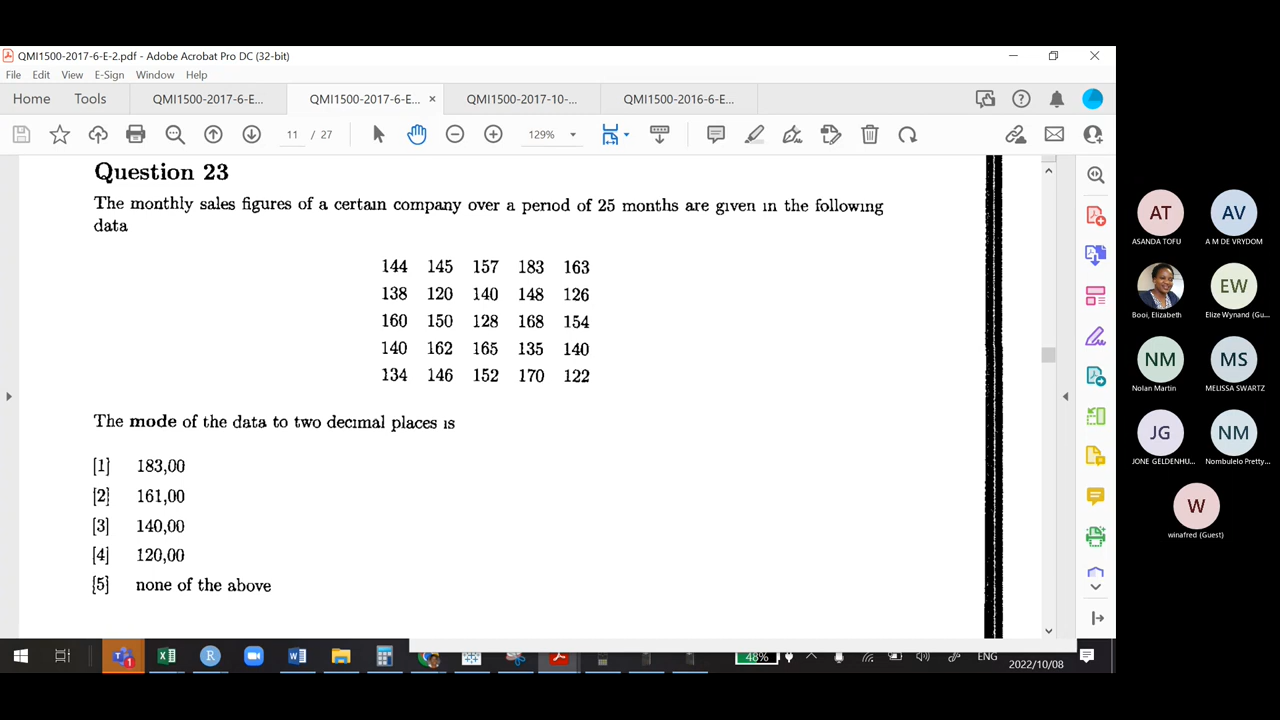 QMI1500-2017-6-E-2.pdf - Adobe Acrobat Pro DC (32-bit)
File Edit View E-Sign Window Help
Home Tools QMI1500-2017-6-E... QMI1500-2017-6-E... × QMI1500-2017-10-... QMI1500-2016-6-E...
11 / 27 129%
Question 23
The monthly sales figures of a certain company over a period of 25 months are given in the following
data
144 145 157 183 163
138 120 140 148 126
160 150 128 168 154
140 162 165 135 140
134 146 152 170 122
The mode of the data to two decimal places is
[1] 183,00
[2] 161,00
[3] 140,00
[4] 120,00
[5] none of the above
AT AV
ASANDA TOFU A M DE VRYDOM
EW
Booi, Elizabeth Elize Wynand (Gu...
NM MS
Nolan Martin MELISSA SWARTZ
JG NM
JONE GELDENHU... Nombulelo Pretty...
W
winafred (Guest)
1 48% ENG
2022/10/08